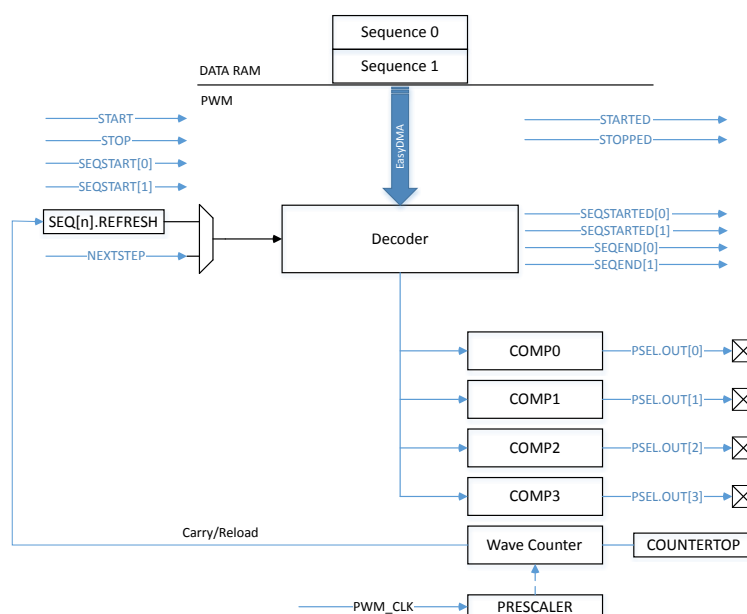 Sequence 0
Sequence 1
DATA RAM
PWM
START
STOP
SEQSTART[0]
SEQSTART[1]
EasyDMA
STARTED
STOPPED
SEQ[n].REFRESH
NEXTSTEP
Decoder
SEQSTARTED[0]
SEQSTARTED[1]
SEQEND[0]
SEQEND[1]
COMP0
PSEL.OUT[0]
COMP1
PSEL.OUT[1]
COMP2
PSEL.OUT[2]
COMP3
PSEL.OUT[3]
Carry/Reload
Wave Counter
COUNTERTOP
PWM_CLK
PRESCALER